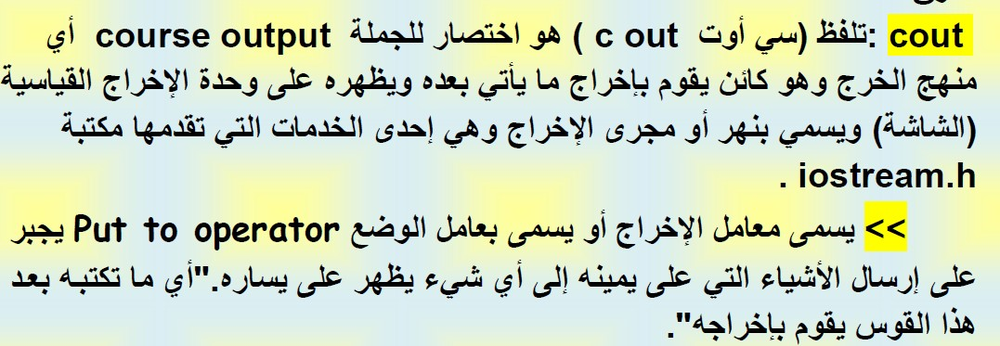 cout :تلفظ (سي أوت c out ) هو اختصار للجملة course output أي
منهج الخرج وهو كائن يقوم بإخراج ما يأتي بعده ويظهره على وحدة الإخراج القياسية
(الشاشة) ويسمي بنهر أو مجرى الإخراج وهي إحدى الخدمات التي تقدمها مكتبة
iostream.h .
<< يسمى معامل الإخراج أو يسمى بعامل الوضع Put to operator يجبر
على إرسال الأشياء التي على يمينه إلى أي شيء يظهر على يساره."أي ما تكتبه بعد
هذا القوس يقوم بإخراجه".